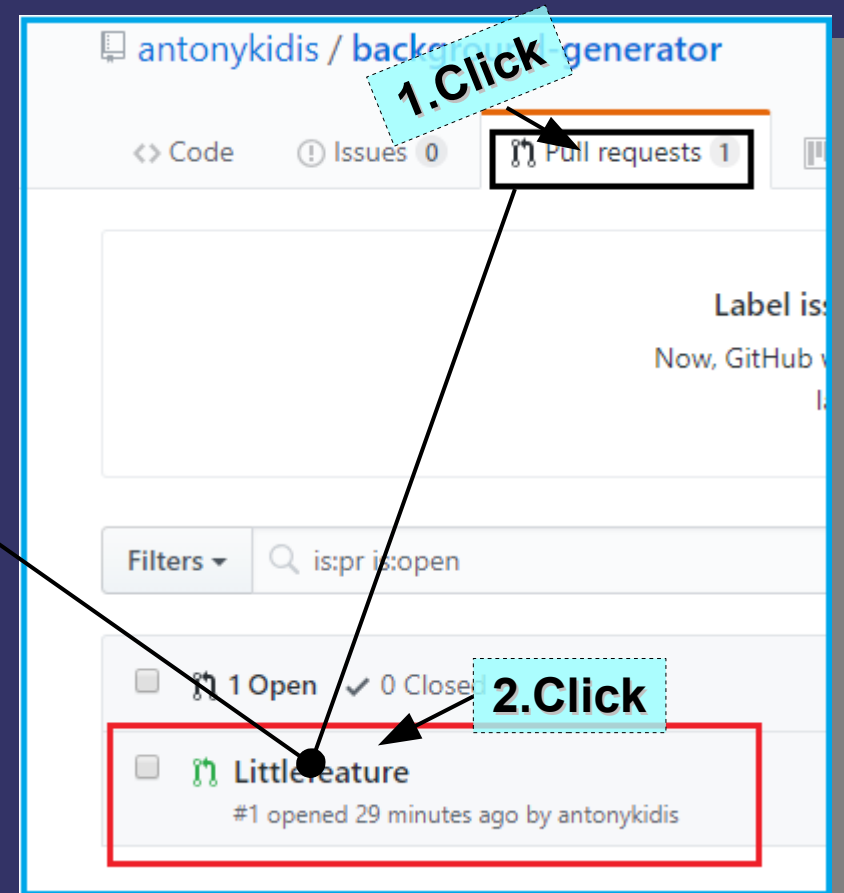 antonykidis / background-generator
1.Click
Code Issues 0 Pull requests 1
Label is
Now, GitHub
Filters is:pr is:open
1 Open 0 Closed
2.Click
Littlefeature
#1 opened 29 minutes ago by antonykidis